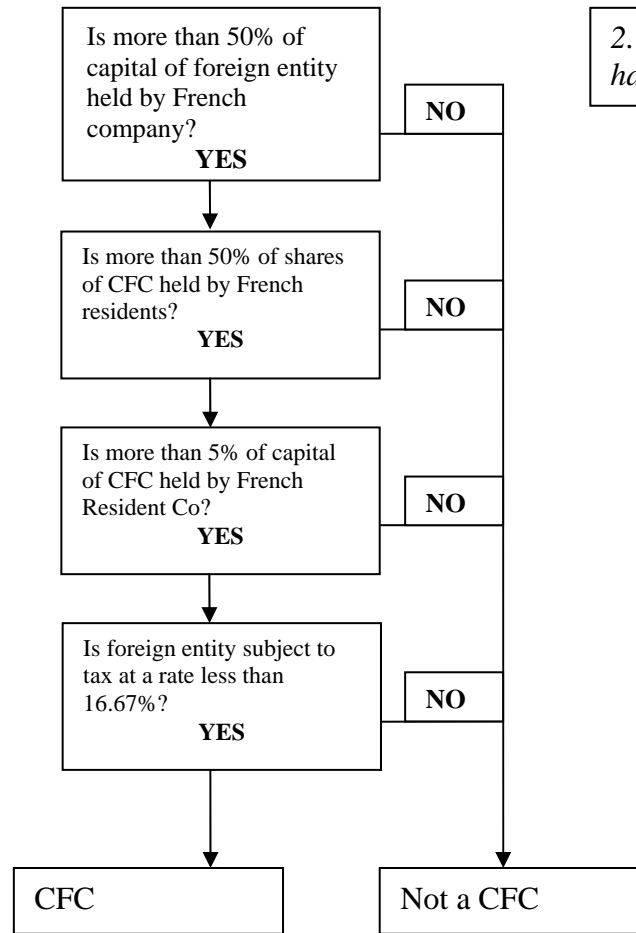 Is more than 50% of
capital of foreign entity
held by French
company?
YES
NO
2.
Is more than 50% of shares
of CFC held by French
residents?
YES
NO
Is more than 5% of capital
of CFC held by French
Resident Co?
YES
NO
Is foreign entity subject to
tax at a rate less than
16.67%?
YES
NO
CFC
Not a CFC